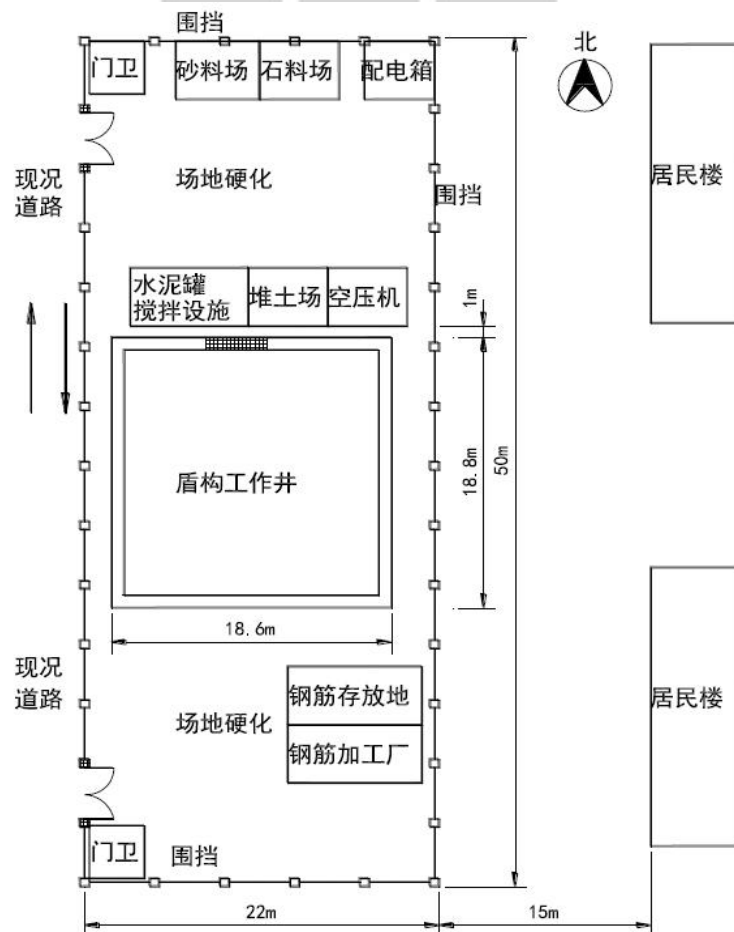 围挡
北
门卫
砂料场
石料场
配电箱
现况
道路
场地硬化
围挡
居民楼
水泥罐
搅拌设施
堆土场
空压机
1m
盾构工作井
18.8m
50m
18.6m
现况
道路
钢筋存放地
场地硬化
钢筋加工厂
居民楼
门卫
围挡
22m
15m